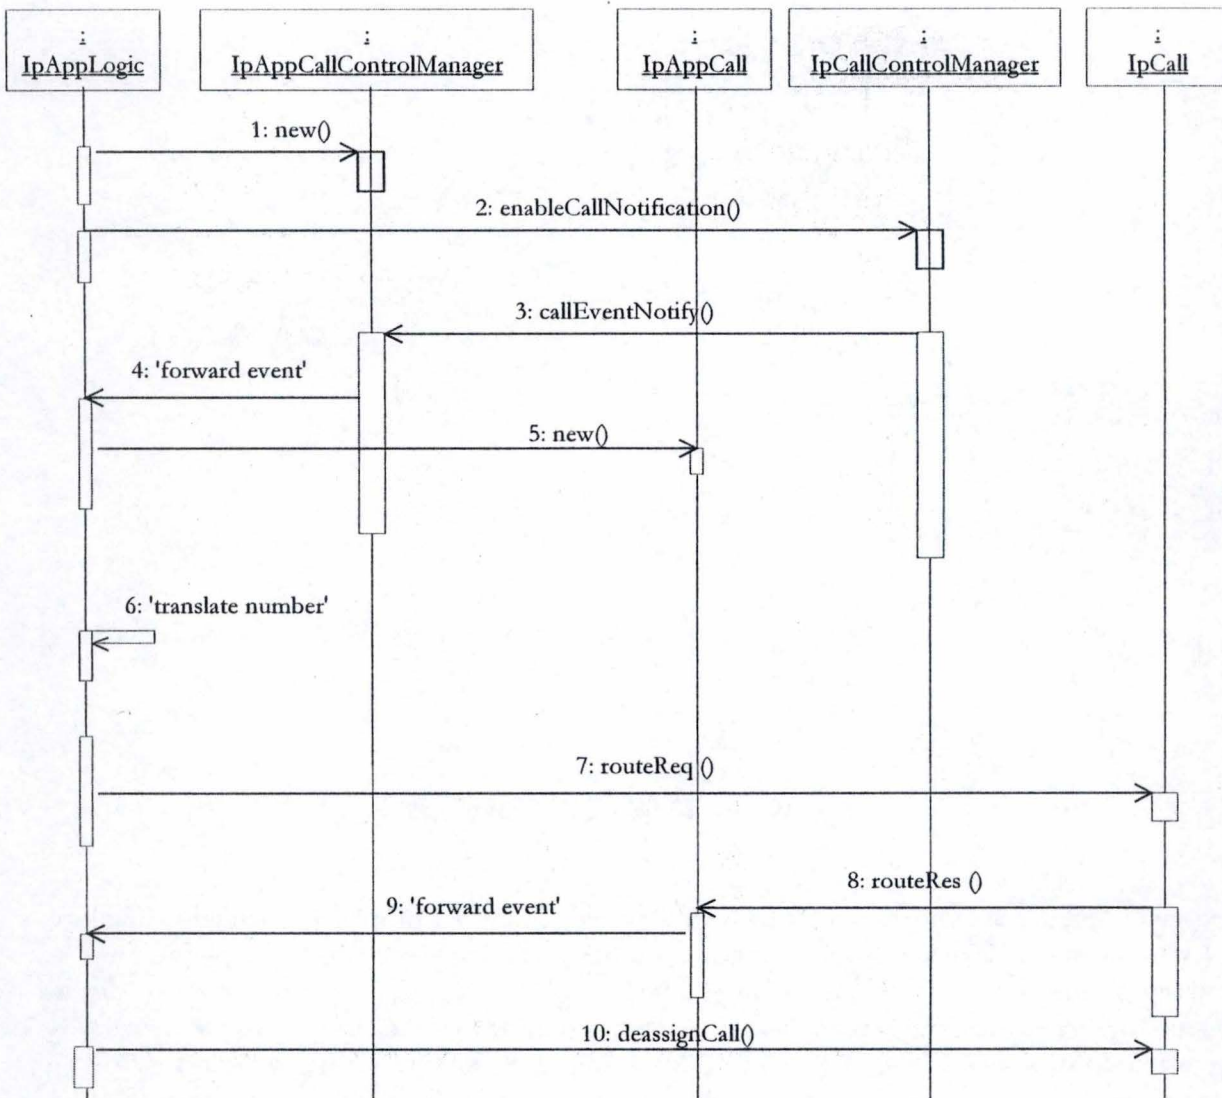 :
IpAppLogic
:
IpAppCallControlManager
:
IpAppCall
:
IpCallControlManager
:
IpCall
1: new()
2: enableCallNotification()
3: callEventNotify()
4: 'forward event'
5: new()
6: 'translate number'
7: routeReq ()
8: routeRes ()
9: 'forward event'
10: deassignCall()